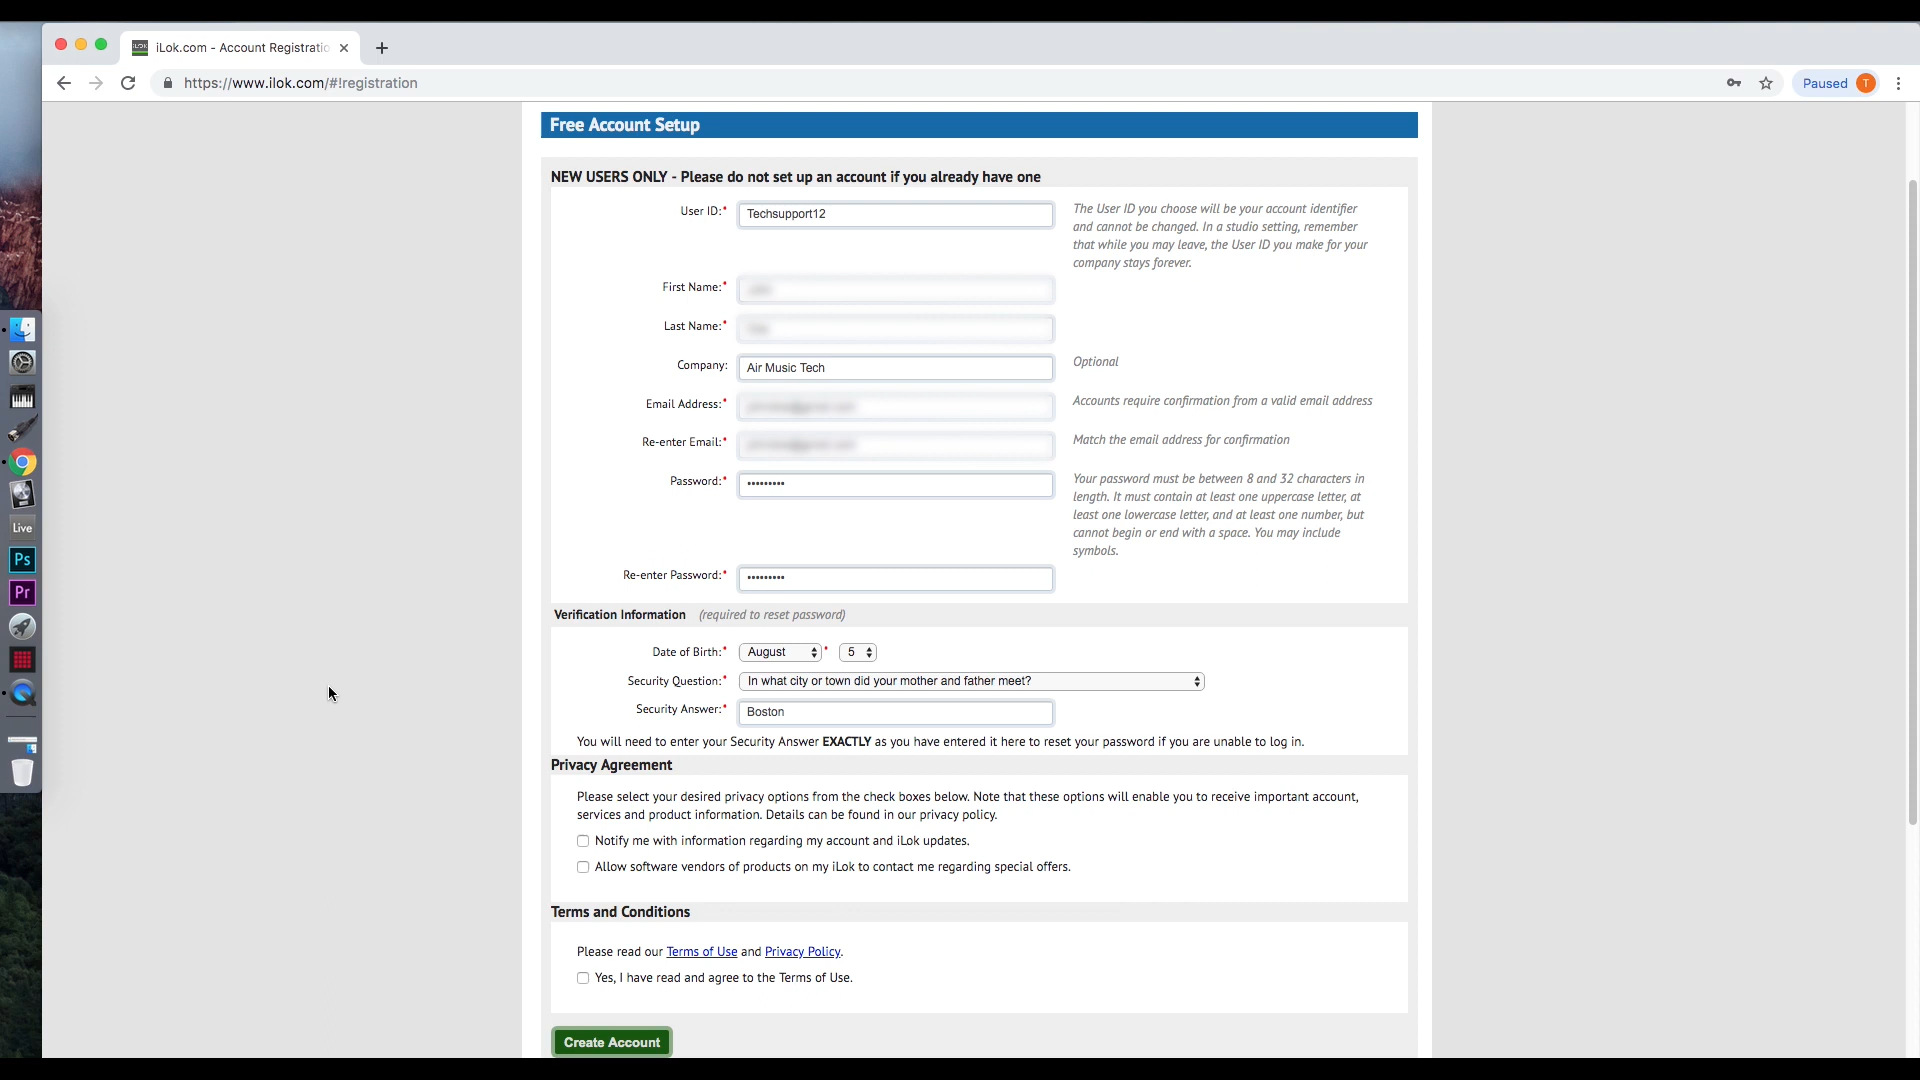 iLok.com - Account Registratio
https://www.ilok.com/#!registration
Paused T
Free Account Setup
NEW USERS ONLY - Please do not set up an account if you already have one
User ID:* Techsupport12
The User ID you choose will be your account identifier
and cannot be changed. In a studio setting, remember
that while you may leave, the User ID you make for your
company stays forever.
First Name:*
Last Name:*
Company: Air Music Tech Optional
Email Address:* Accounts require confirmation from a valid email address
Re-enter Email:* Match the email address for confirmation
Password:* •••••••••
Your password must be between 8 and 32 characters in
length. It must contain at least one uppercase letter, at
least one lowercase letter, and at least one number, but
cannot begin or end with a space. You may include
symbols.
Re-enter Password:* •••••••••
Verification Information (required to reset password)
Date of Birth:* August * 5
Security Question:* In what city or town did your mother and father meet?
Security Answer:* Boston
You will need to enter your Security Answer EXACTLY as you have entered it here to reset your password if you are unable to log in.
Privacy Agreement
Please select your desired privacy options from the check boxes below. Note that these options will enable you to receive important account,
services and product information. Details can be found in our privacy policy.
Notify me with information regarding my account and iLok updates.
Allow software vendors of products on my iLok to contact me regarding special offers.
Terms and Conditions
Please read our Terms of Use and Privacy Policy.
Yes, I have read and agree to the Terms of Use.
Create Account
Live
Ps
Pr